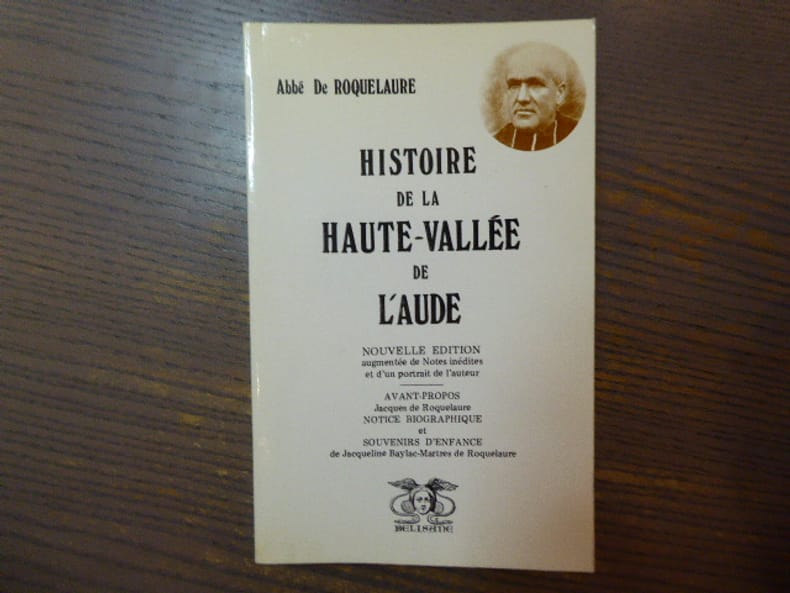 Abbé De ROQUELAURE
HISTOIRE
DE LA
HAUTE-VALLÉE
DE
L'AUDE
NOUVELLE EDITION
augmentée de Notes inédites
et d'un portrait de l'auteur
AVANT-PROPOS
Jacques de Roquelaure
NOTICE BIOGRAPHIQUE
et
SOUVENIRS D'ENFANCE
de Jacqueline Baylac-Martres de Roquelaure
BELISANE